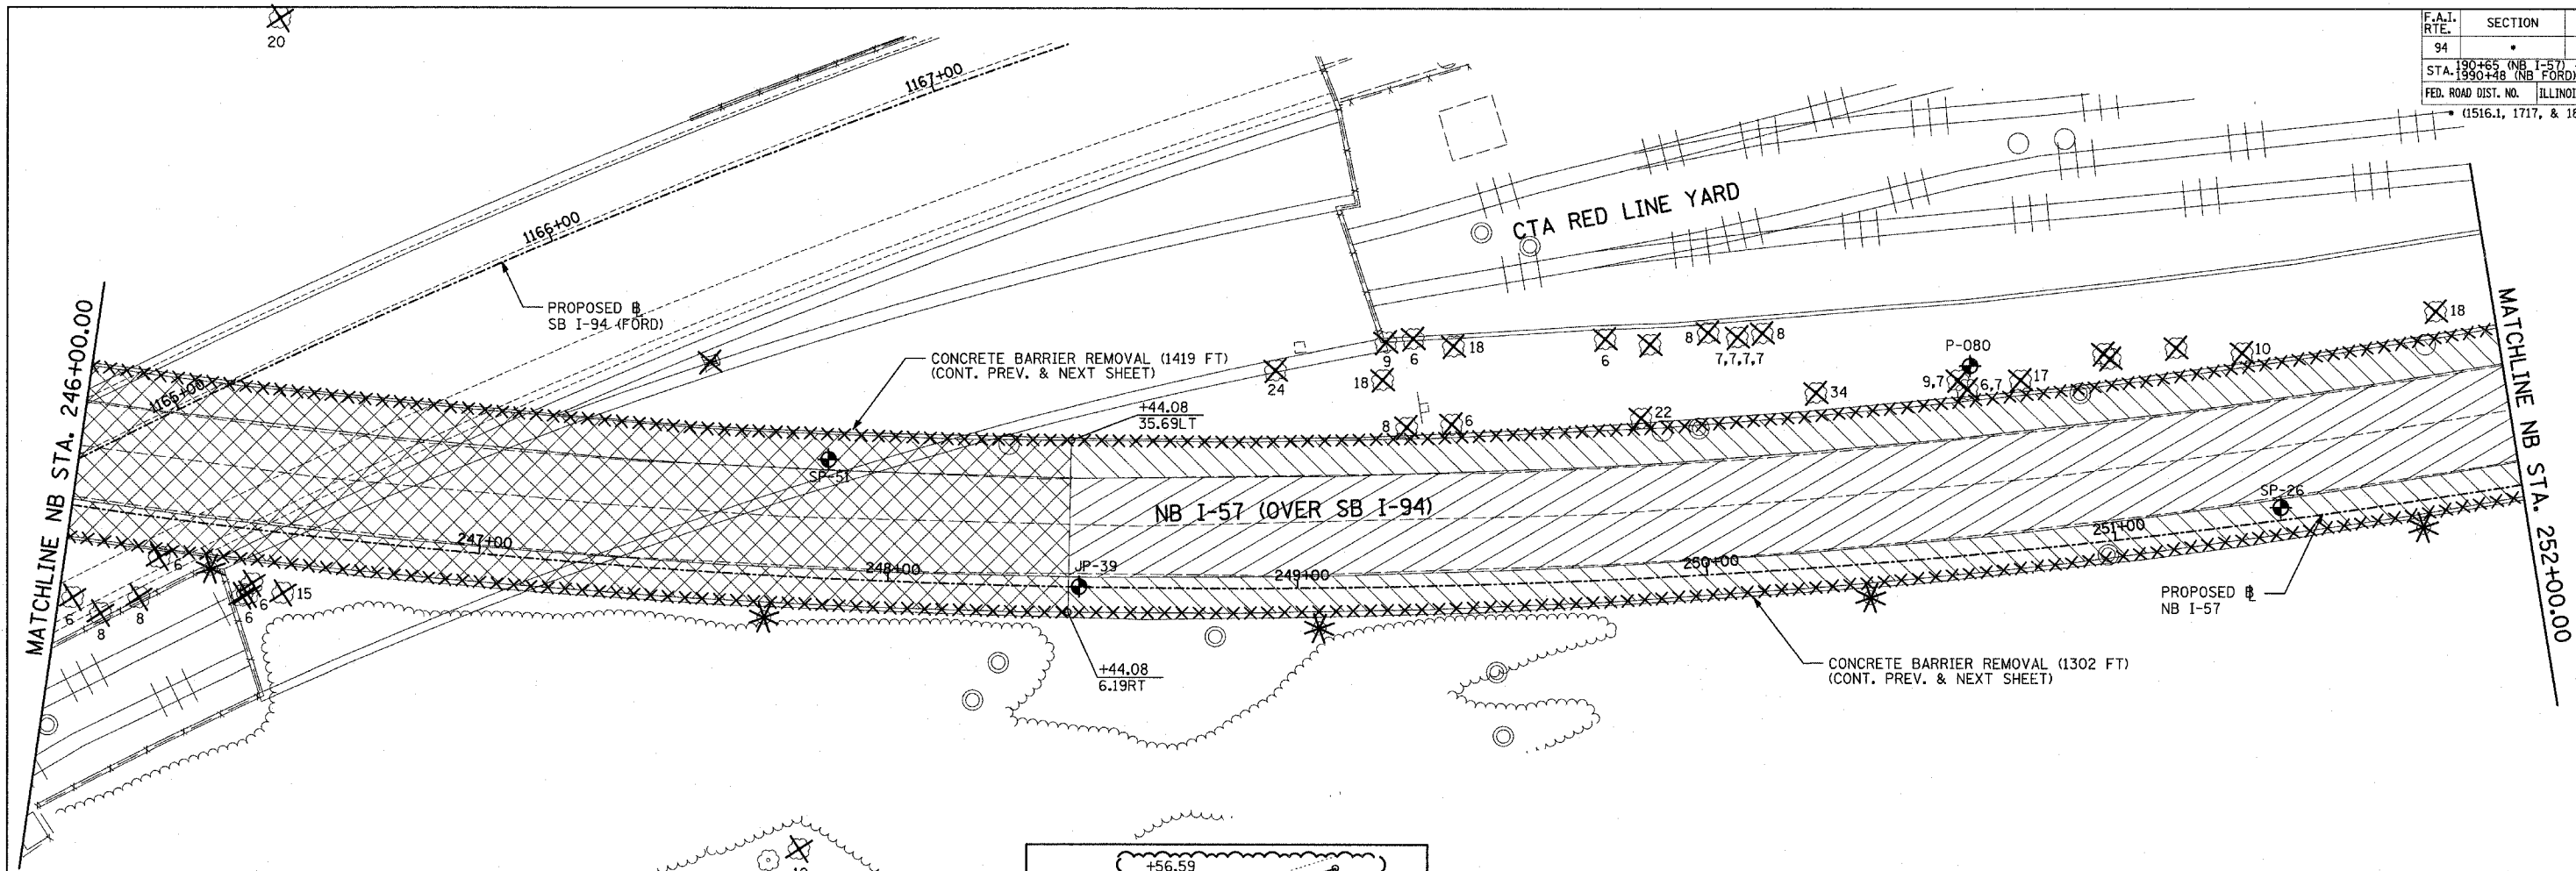 20
F.A.I.
RTE.
SECTION
94
*
STA. 190+65 (NB I-57)
1990+48 (NB FORD)
FED. ROAD DIST. NO.
* (1516.1, 1717, &
1167+00
1166+00
1165+00
PROPOSED ℄
SB I-94 (FORD)
CTA RED LINE YARD
MATCHLINE NB STA. 246+00.00
MATCHLINE NB STA. 252+00.00
CONCRETE BARRIER REMOVAL (1419 FT)
(CONT. PREV. & NEXT SHEET)
24
9
6
18
18
6
8
7,7,7,7
8
P-080
9,7
6,7
17
10
18
34
22
8
6
+44.08
35.69LT
SP-51
NB I-57 (OVER SB I-94)
SP-26
247+00
248+00
JP-39
249+00
250+00
251+00
6
6
8
8
6
6
15
+44.08
6.19RT
PROPOSED ℄
NB I-57
CONCRETE BARRIER REMOVAL (1302 FT)
(CONT. PREV. & NEXT SHEET)
+56.59